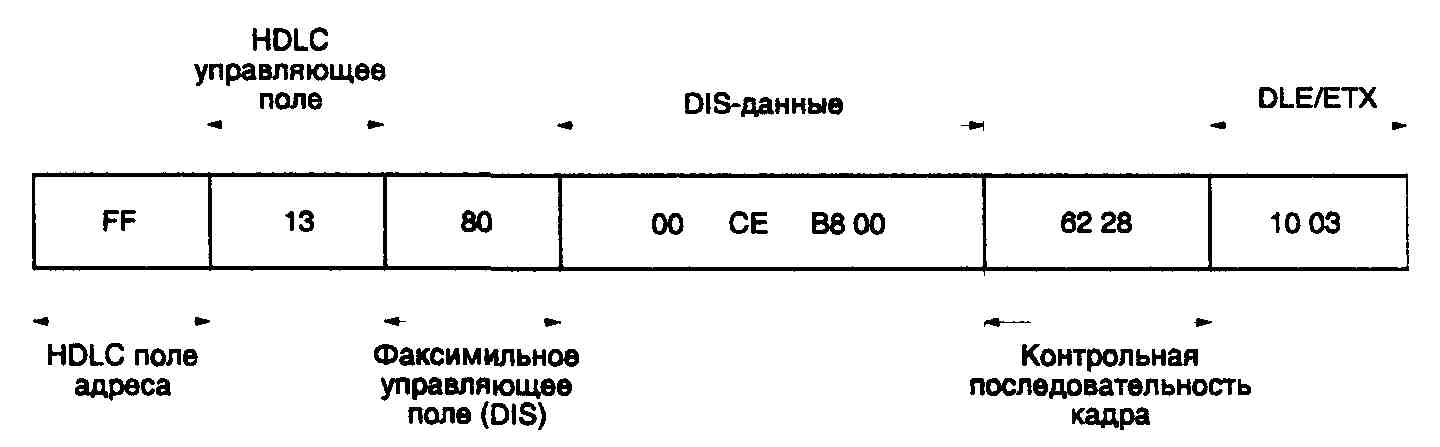 HDLC
управляющее
поле
DIS-данные
DLE/ETX
FF 13 80 00 CE B8 00 62 28 10 03
HDLC поле
адреса
Факсимильное
управляющее
поле (DIS)
Контрольная
последовательность
кадра